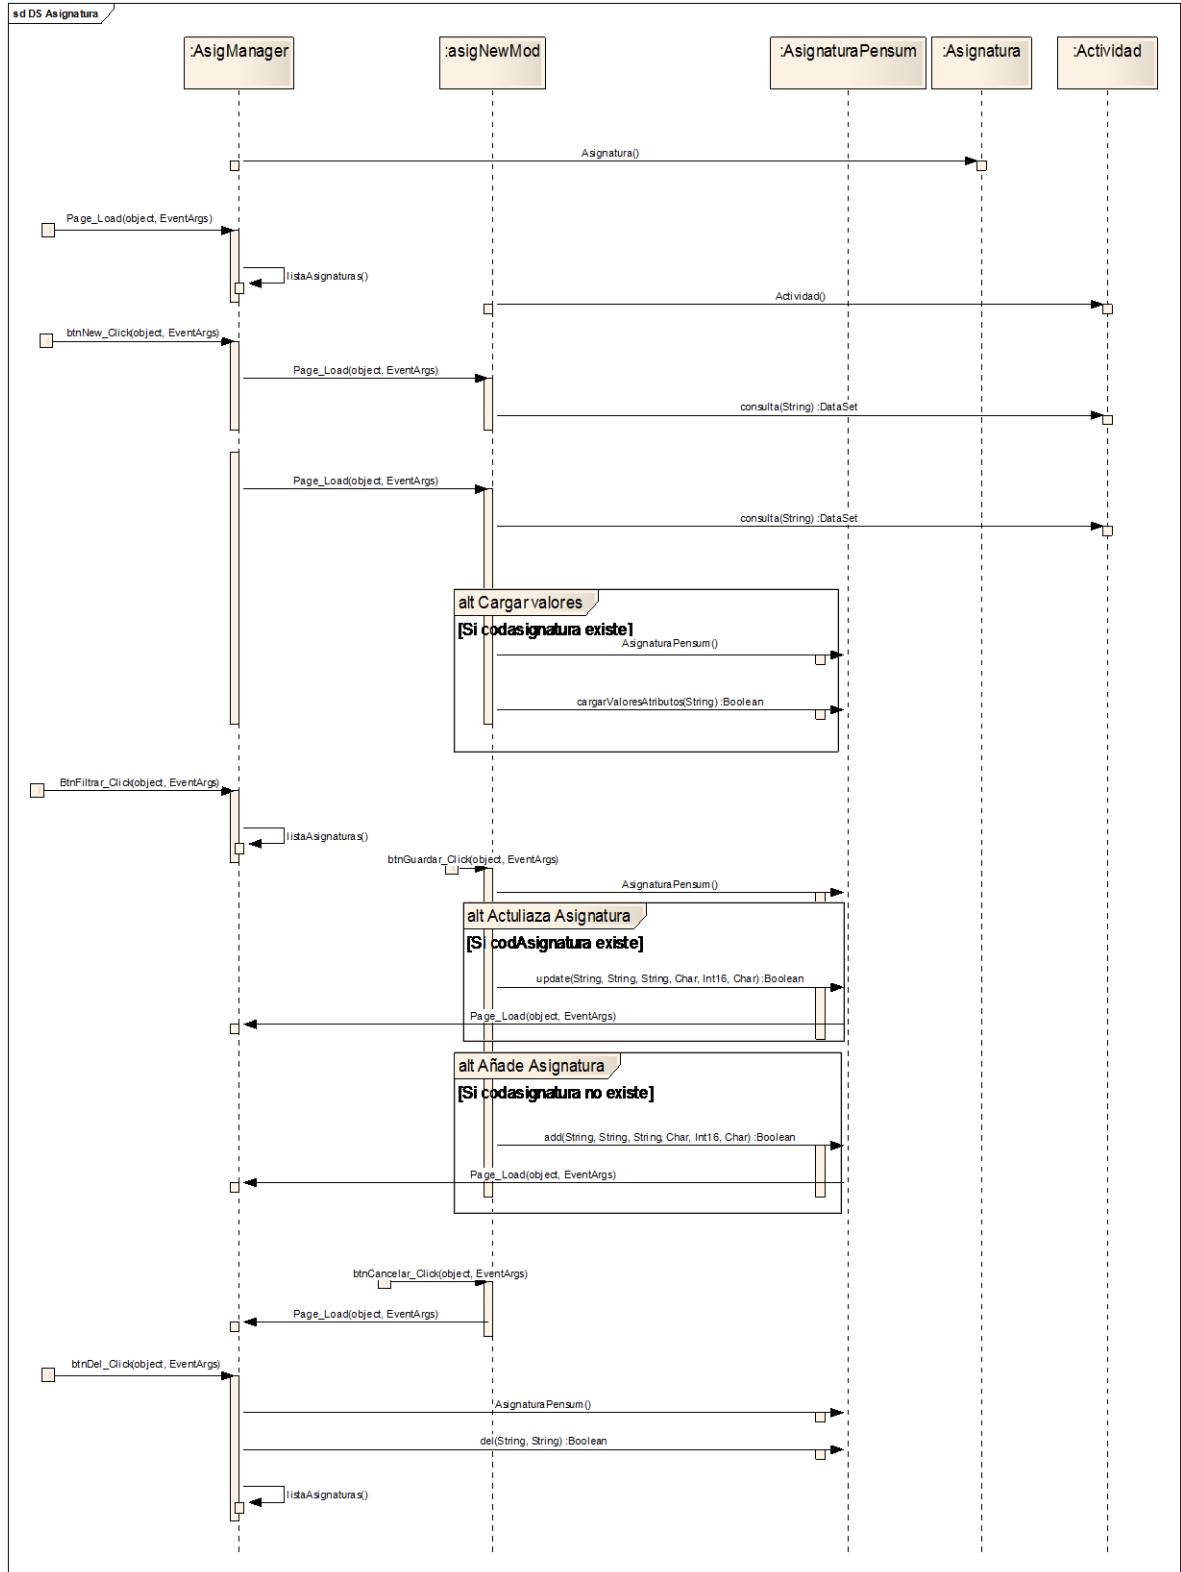 sd DS Asignatura
:AsigManager
:asigNewMod
:AsignaturaPensum
:Asignatura
:Actividad
Asignatura()
Page_Load(object, EventArgs)
listaAsignaturas()
Actividad()
btnNew_Click(object, EventArgs)
Page_Load(object, EventArgs)
consulta(String) :DataSet
Page_Load(object, EventArgs)
consulta(String) :DataSet
alt Cargar valores
[Si codasignatura existe]
AsignaturaPensum()
cargarValoresAtributos(String) :Boolean
BtnFiltrar_Click(object, EventArgs)
listaAsignaturas()
btnGuardar_Click(object, EventArgs)
AsignaturaPensum()
alt Actuliaza Asignatura
[Si codAsignatura existe]
update(String, String, String, Char, Int16, Char) :Boolean
Page_Load(object, EventArgs)
alt Añade Asignatura
[Si codasignatura no existe]
add(String, String, String, Char, Int16, Char) :Boolean
Page_Load(object, EventArgs)
btnCancelar_Click(object, EventArgs)
Page_Load(object, EventArgs)
btnDel_Click(object, EventArgs)
AsignaturaPensum()
del(String, String) :Boolean
listaAsignaturas()